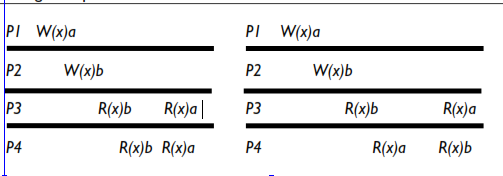 P1 W(x)a
P2 W(x)b
P3 R(x)b R(x)a
P4 R(x)b R(x)a
P1 W(x)a
P2 W(x)b
P3 R(x)b R(x)a
P4 R(x)a R(x)b